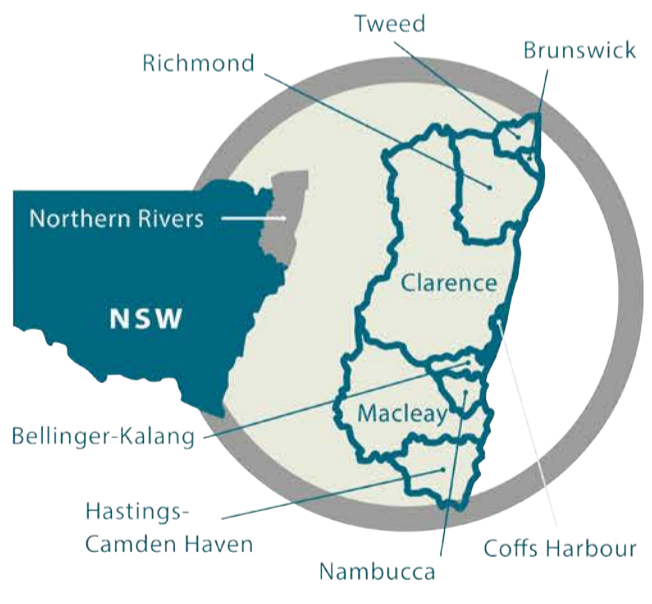 Tweed
Brunswick
Richmond
Northern Rivers
Clarence
NSW
Macleay
Bellinger-Kalang
Hastings-
Camden Haven
Coffs Harbour
Nambucca